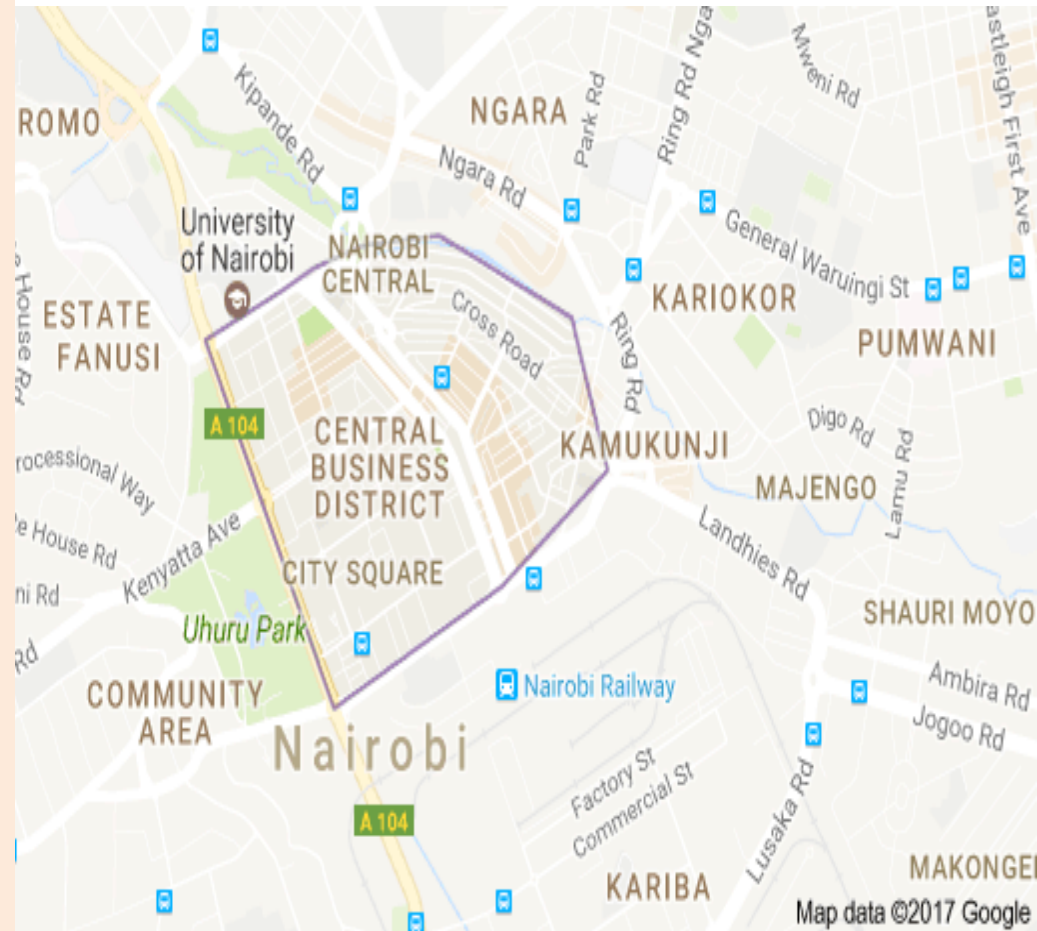 astleigh First Ave
Mweni Rd
Ring Rd Nga
Park Rd
NGARA
Kipande Rd
ROMO
Ngara Rd
University
of Nairobi
NAIROBI
CENTRAL
General Waruingi St
KARIOKOR
PUMWANI
House Rd
ESTATE
FANUSI
Cross Road
Ring Rd
A 104
CENTRAL
BUSINESS
DISTRICT
KAMUKUNJI
Digo Rd
Lamu Rd
MAJENGO
rocessional Way
e House Rd
ni Rd
Rd
Kenyatta Ave
CITY SQUARE
Landhies Rd
Uhuru Park
SHAURI MOYO
COMMUNITY
AREA
Nairobi Railway
Ambira Rd
Jogoo Rd
Nairobi
Factory St
Commercial St
A 104
Lusaka Rd
KARIBA
MAKONGE
Map data ©2017 Google